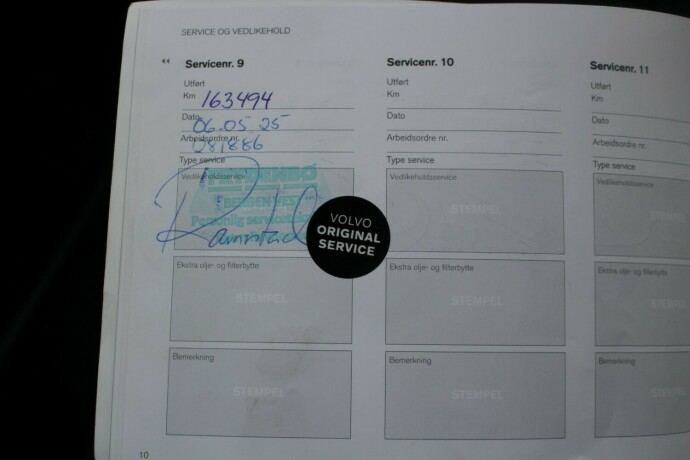 SERVICE OG VEDLIKEHOLD
Servicenr. 9
Utført
Km 163494
Dato 06.05.25
Arbeidsordre nr. 281886
Type service
Vedlikeholdsservice
BERGEN VEST
Personlig
Ekstra olje- og filterbytte
STEMPEL
Bemerkning
STEMPEL
Servicenr. 10
Utført
Km
Dato
Arbeidsordre nr.
Type service
Vedlikeholdsservice
Ekstra olje- og filterbytte
STEMPEL
Bemerkning
STEMPEL
Servicenr. 11
Utført
Km
Dato
Arbeidsordre nr.
Type service
Vedlikeholdsservice
Ekstra olje- og filterbytte
Bemerkning
VOLVO
ORIGINAL
SERVICE
10